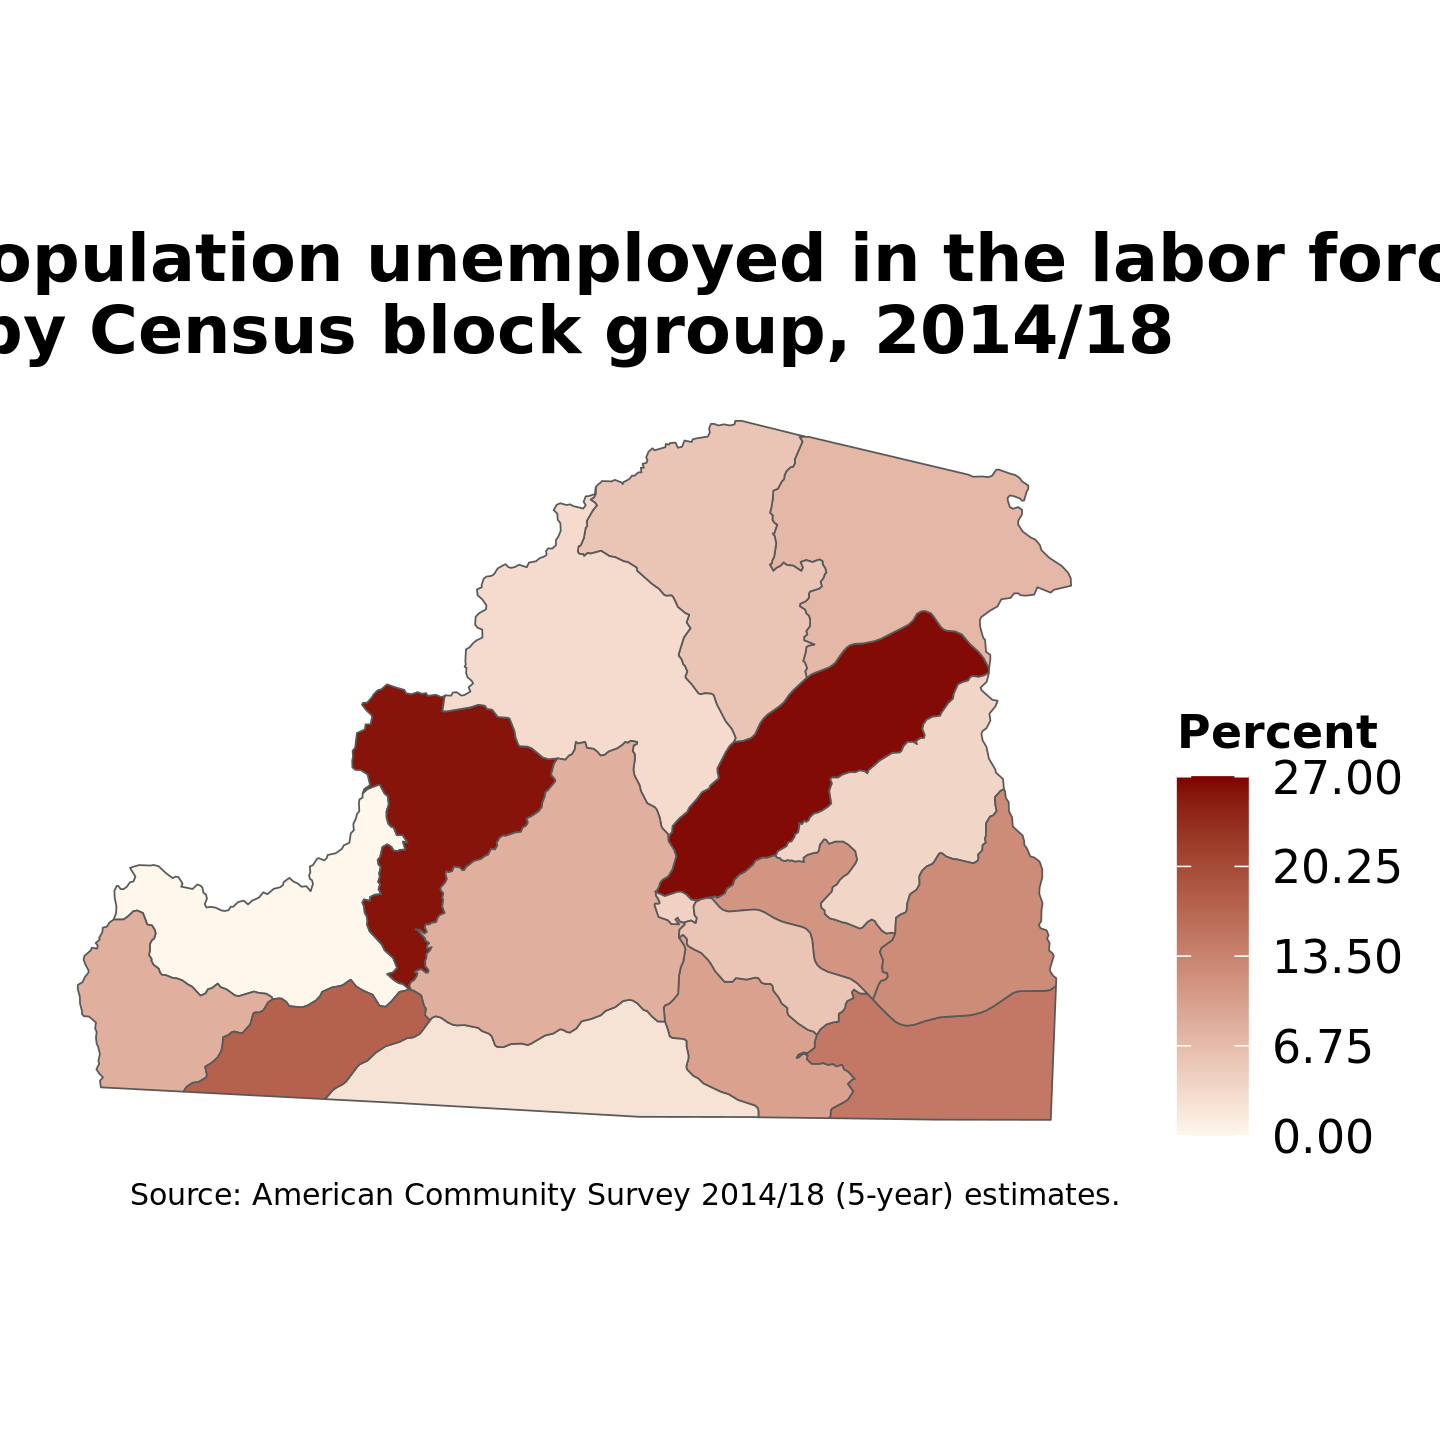 opulation unemployed in the labor forc
by Census block group, 2014/18
Percent
27.00
20.25
13.50
6.75
0.00
Source: American Community Survey 2014/18 (5-year) estimates.